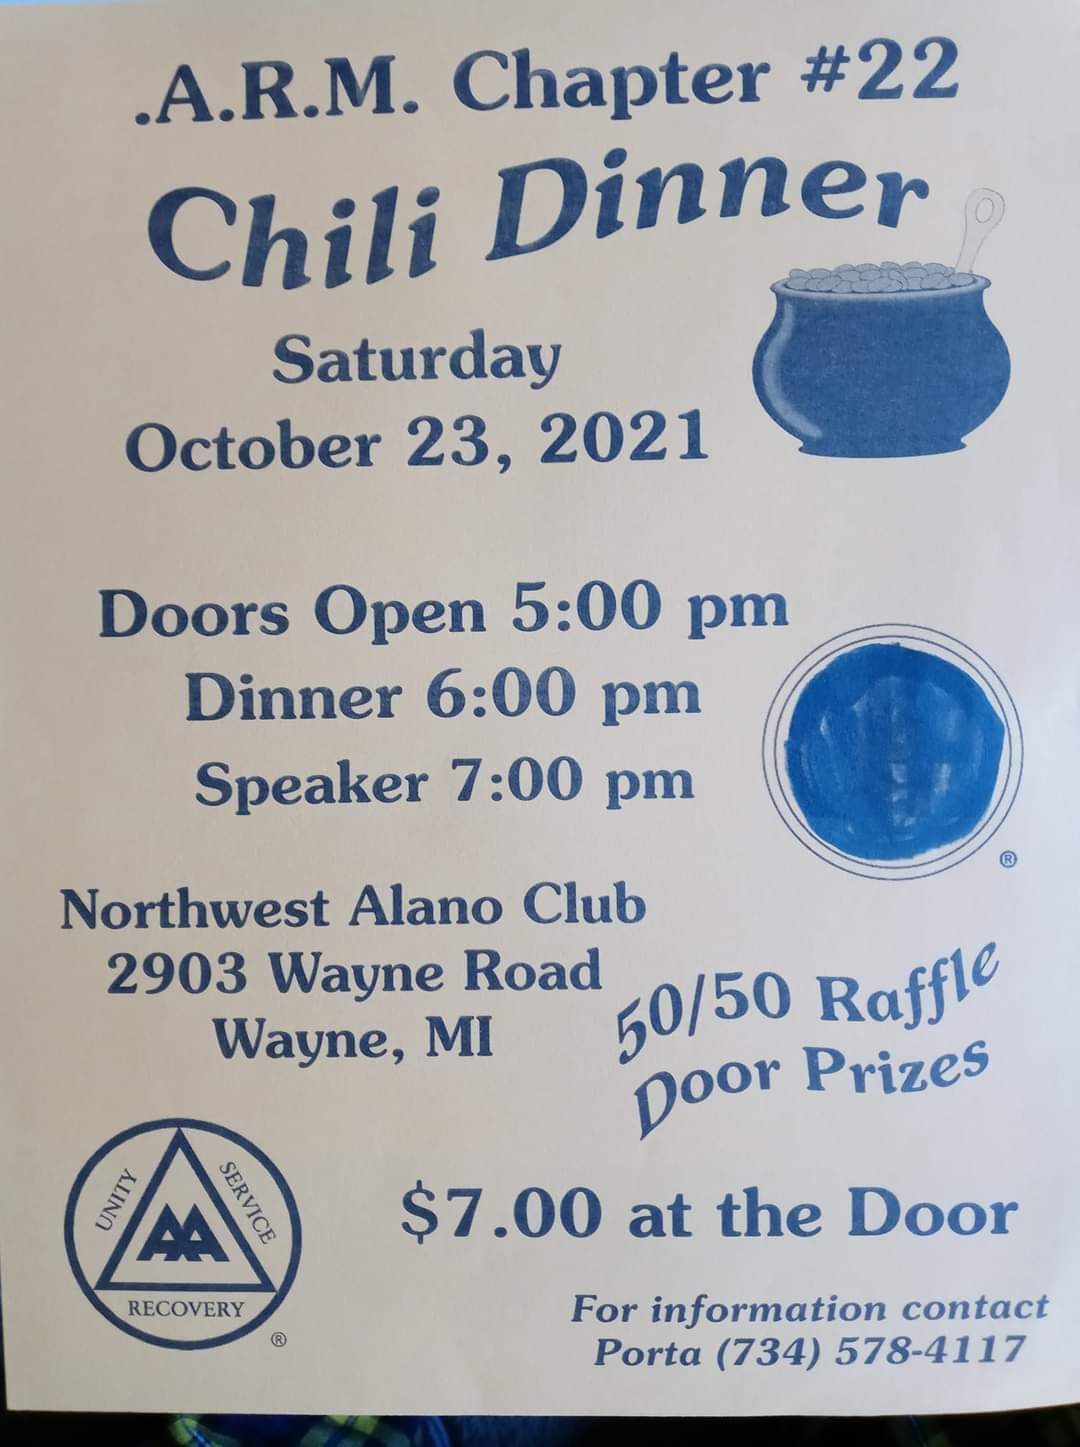 .A.R.M. Chapter #22
Chili Dinner
Saturday
October 23, 2021
Doors Open 5:00 pm
Dinner 6:00 pm
Speaker 7:00 pm
®
Northwest Alano Club
2903 Wayne Road
Wayne, MI
50/50 Raffle
Door Prizes
UNITY
SERVICE
AA
RECOVERY
®
$7.00 at the Door
For information contact
Porta (734) 578-4117